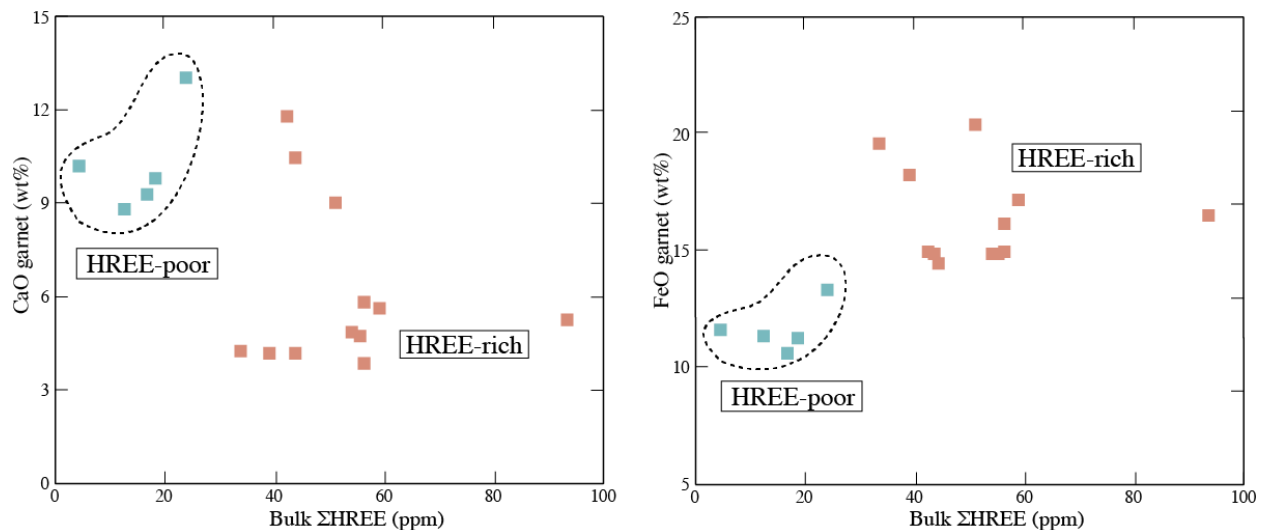 15
12
9
6
3
0
CaO garnet (wt%)
HREE-poor
HREE-rich
0 20 40 60 80 100
Bulk ΣHREE (ppm)
25
20
15
10
5
FeO garnet (wt%)
HREE-rich
HREE-poor
0 20 40 60 80 100
Bulk ΣHREE (ppm)